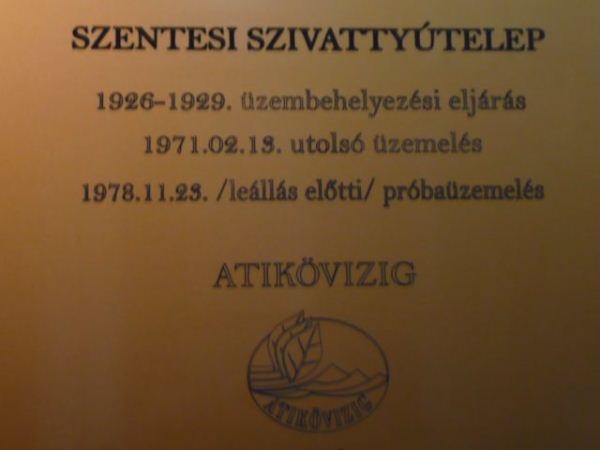 SZENTESI SZIVATTYÚTELEP
1926–1929. üzembehelyezési eljárás
1971.02.13. utolsó üzemelés
1978.11.23. /leállás előtti/ próbaüzemelés
ATIKÖVIZIG
ATIKÖVIZIG